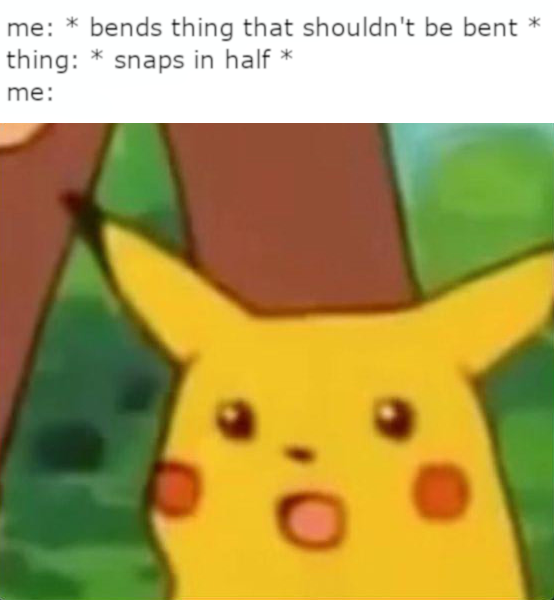 me: * bends thing that shouldn't be bent *
thing: * snaps in half *
me: